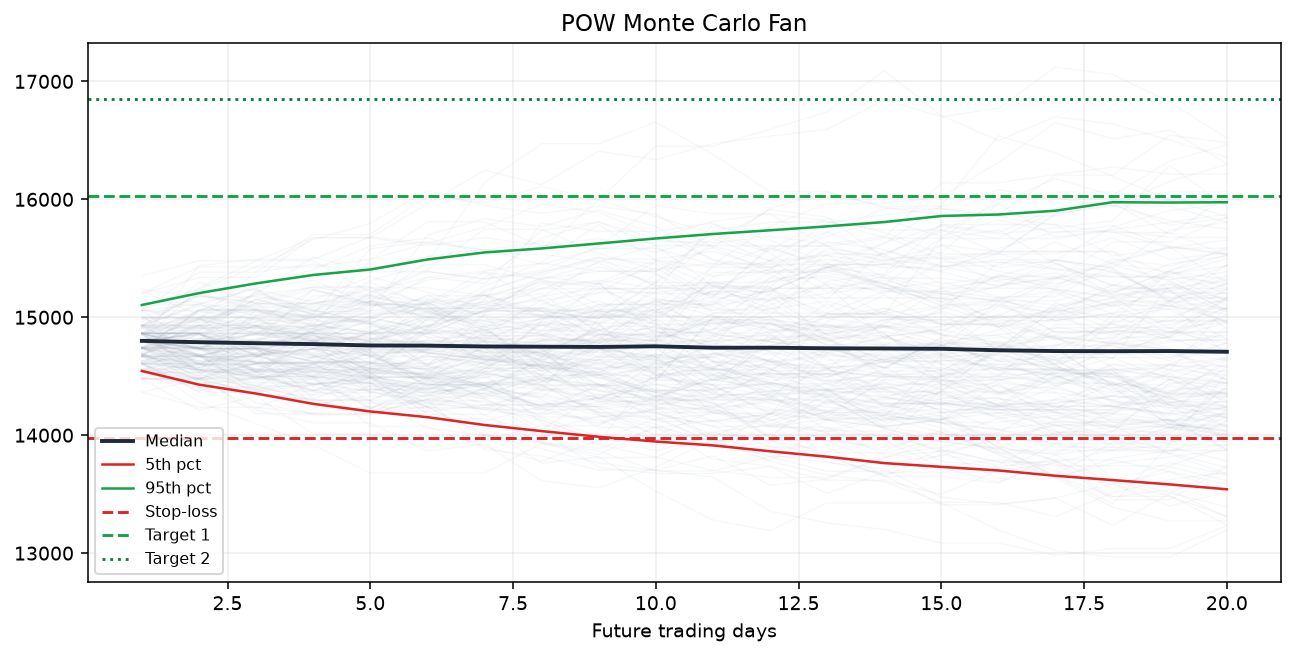 POW Monte Carlo Fan
17000
16000
15000
14000
13000
Median
5th pct
95th pct
Stop-loss
Target 1
Target 2
2.5 5.0 7.5 10.0 12.5 15.0 17.5 20.0
Future trading days